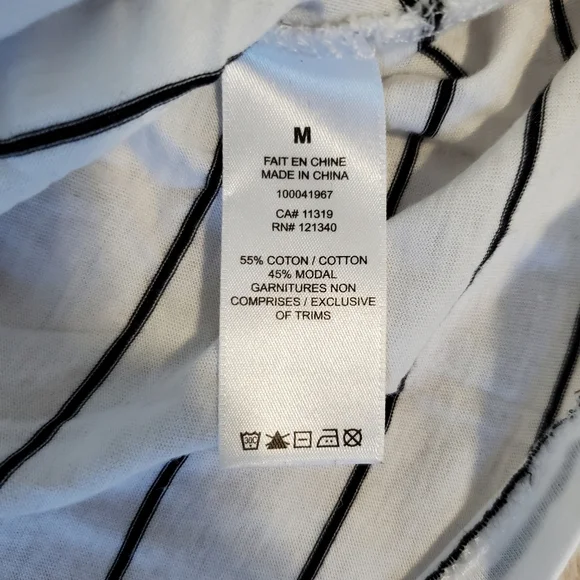 M
FAIT EN CHINE
MADE IN CHINA
100041967
CA# 11319
RN# 121340
55% COTON / COTTON
45% MODAL
GARNITURES NON
COMPRISES / EXCLUSIVE
OF TRIMS
30C